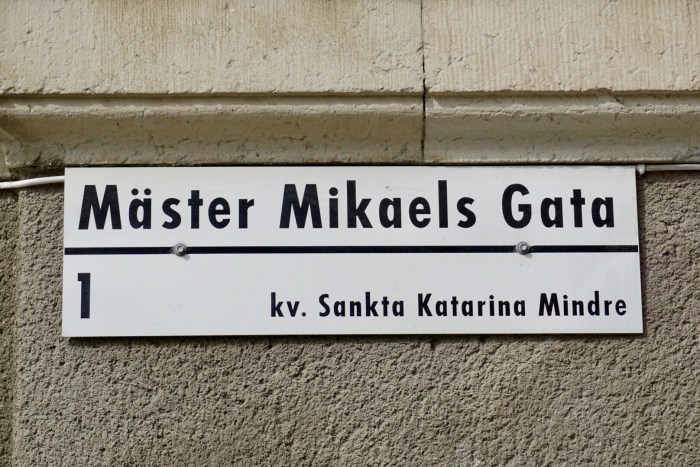 Mäster Mikaels Gata
1 kv. Sankta Katarina Mindre